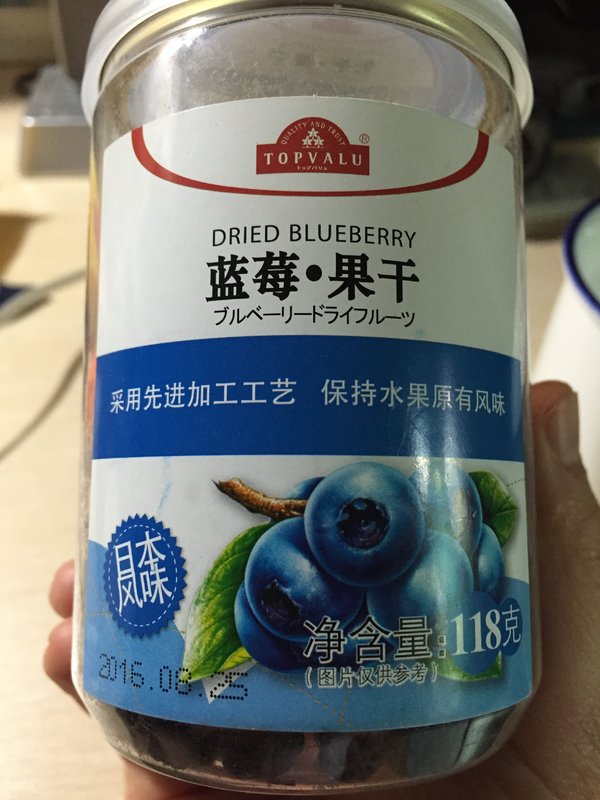 QUALITY AND TRUST
TOPVALU®
トップバリュ
DRIED BLUEBERRY
蓝莓•果干
ブルベーリードライフルーツ
采用先进加工工艺 保持水果原有风味
日本
风味
净含量:118克
(图片仅供参考)
2016.08.25